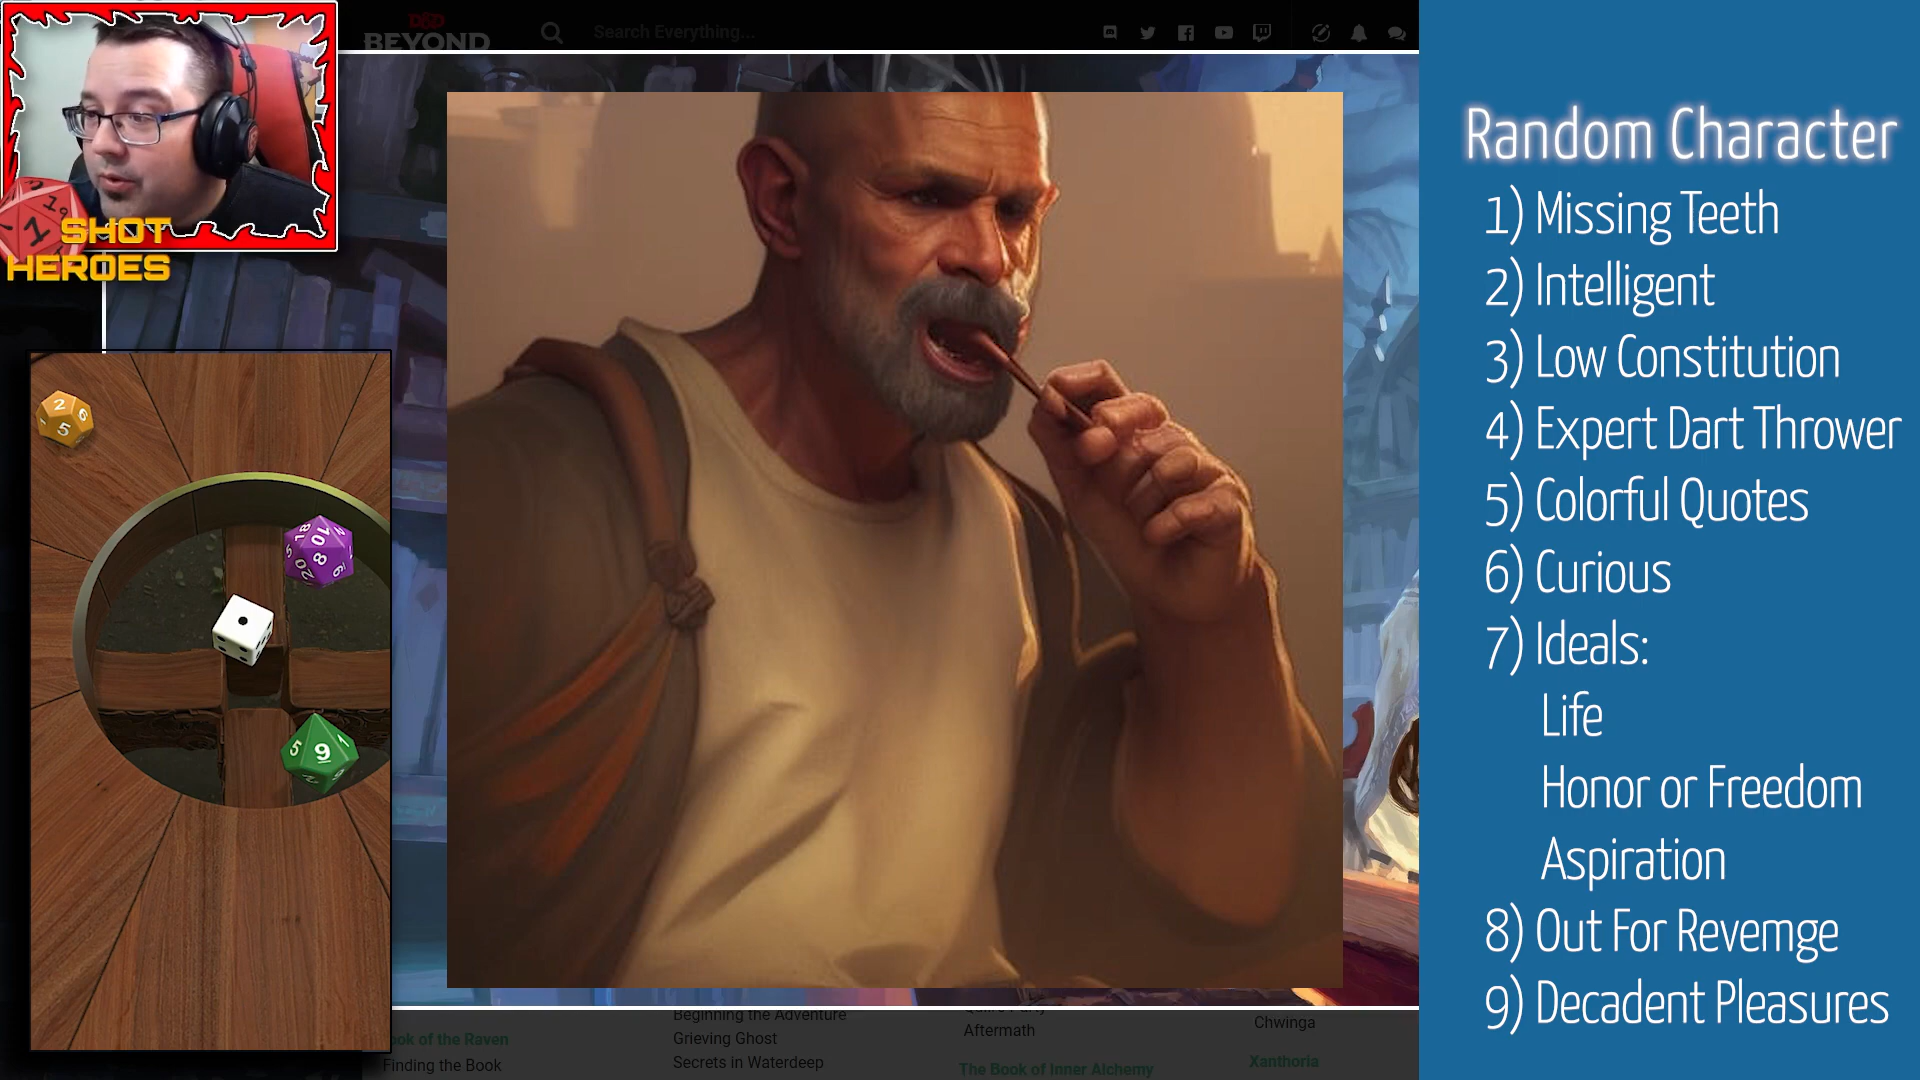 BEYOND
Search Everything...
SHOT
HEROES
Random Character
1) Missing Teeth
2) Intelligent
3) Low Constitution
4) Expert Dart Thrower
5) Colorful Quotes
6) Curious
7) Ideals:
Life
Honor or Freedom
Aspiration
8) Out For Revemge
9) Decadent Pleasures
Beginning the Adventure
Grieving Ghost
Secrets in Waterdeep
of the Raven
Finding the Book
Aftermath
The Book of Inner Alchemy
Chwinga
Xanthoria